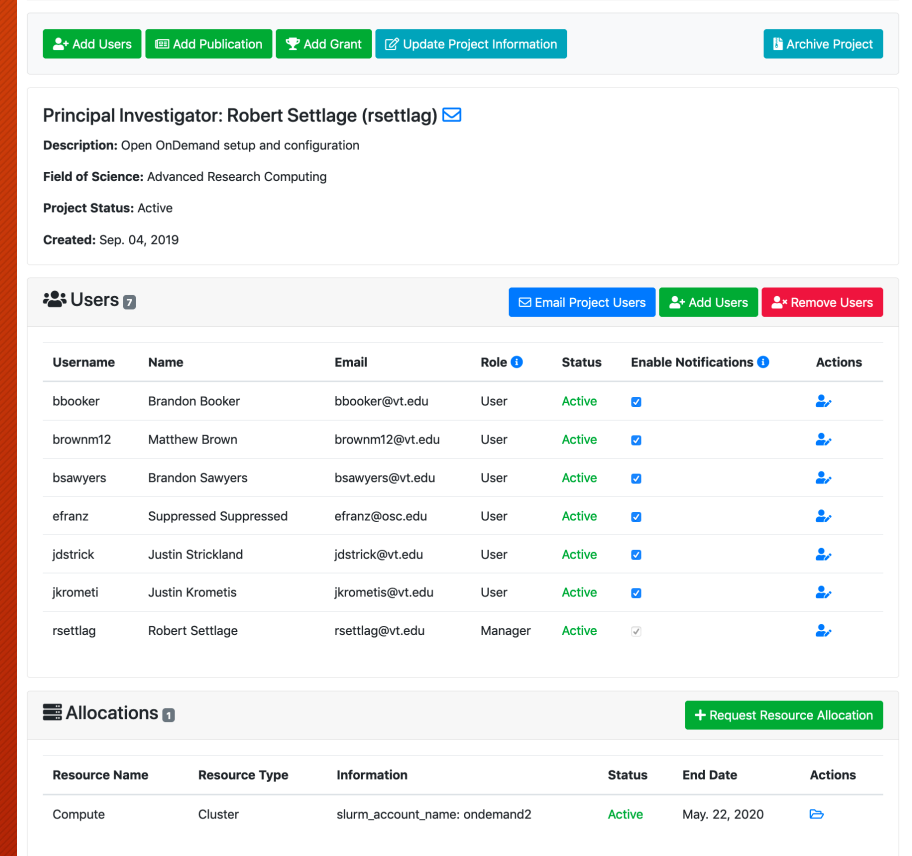 Add Users Add Publication Add Grant Update Project Information Archive Project
Principal Investigator: Robert Settlage (rsettlag)
Description: Open OnDemand setup and configuration
Field of Science: Advanced Research Computing
Project Status: Active
Created: Sep. 04, 2019
Users 7 Email Project Users Add Users Remove Users
Username Name Email Role Status Enable Notifications Actions
bbooker Brandon Booker bbooker@vt.edu User Active
brownm12 Matthew Brown brownm12@vt.edu User Active
bsawyers Brandon Sawyers bsawyers@vt.edu User Active
efranz Suppressed Suppressed efranz@osc.edu User Active
jdstrick Justin Strickland jdstrick@vt.edu User Active
jkrometi Justin Krometis jkrometis@vt.edu User Active
rsettlag Robert Settlage rsettlag@vt.edu Manager Active
Allocations 1 Request Resource Allocation
Resource Name Resource Type Information Status End Date Actions
Compute Cluster slurm_account_name: ondemand2 Active May. 22, 2020